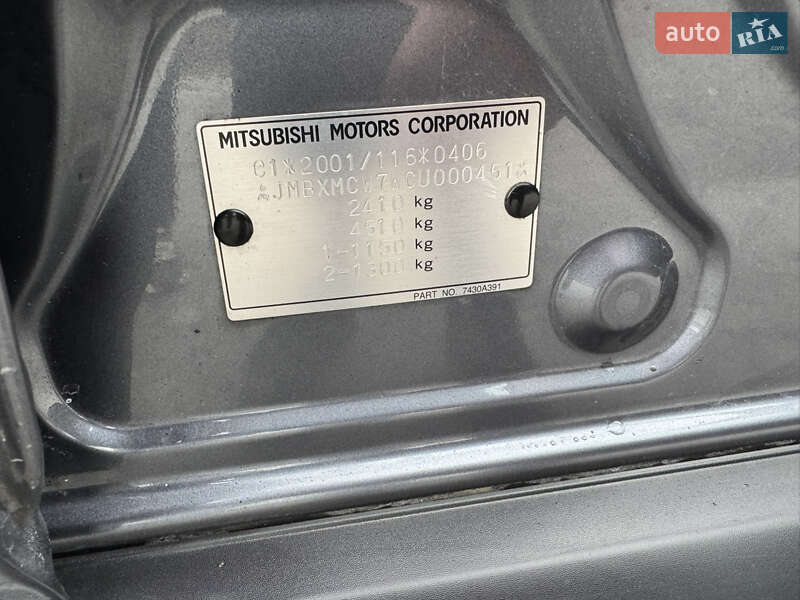 auto RIA.com
MITSUBISHI MOTORS CORPORATION
e1*2001/116*0406
2410 kg
4510 kg
1-1150 kg
2-1300 kg
PART NO. 7430A391